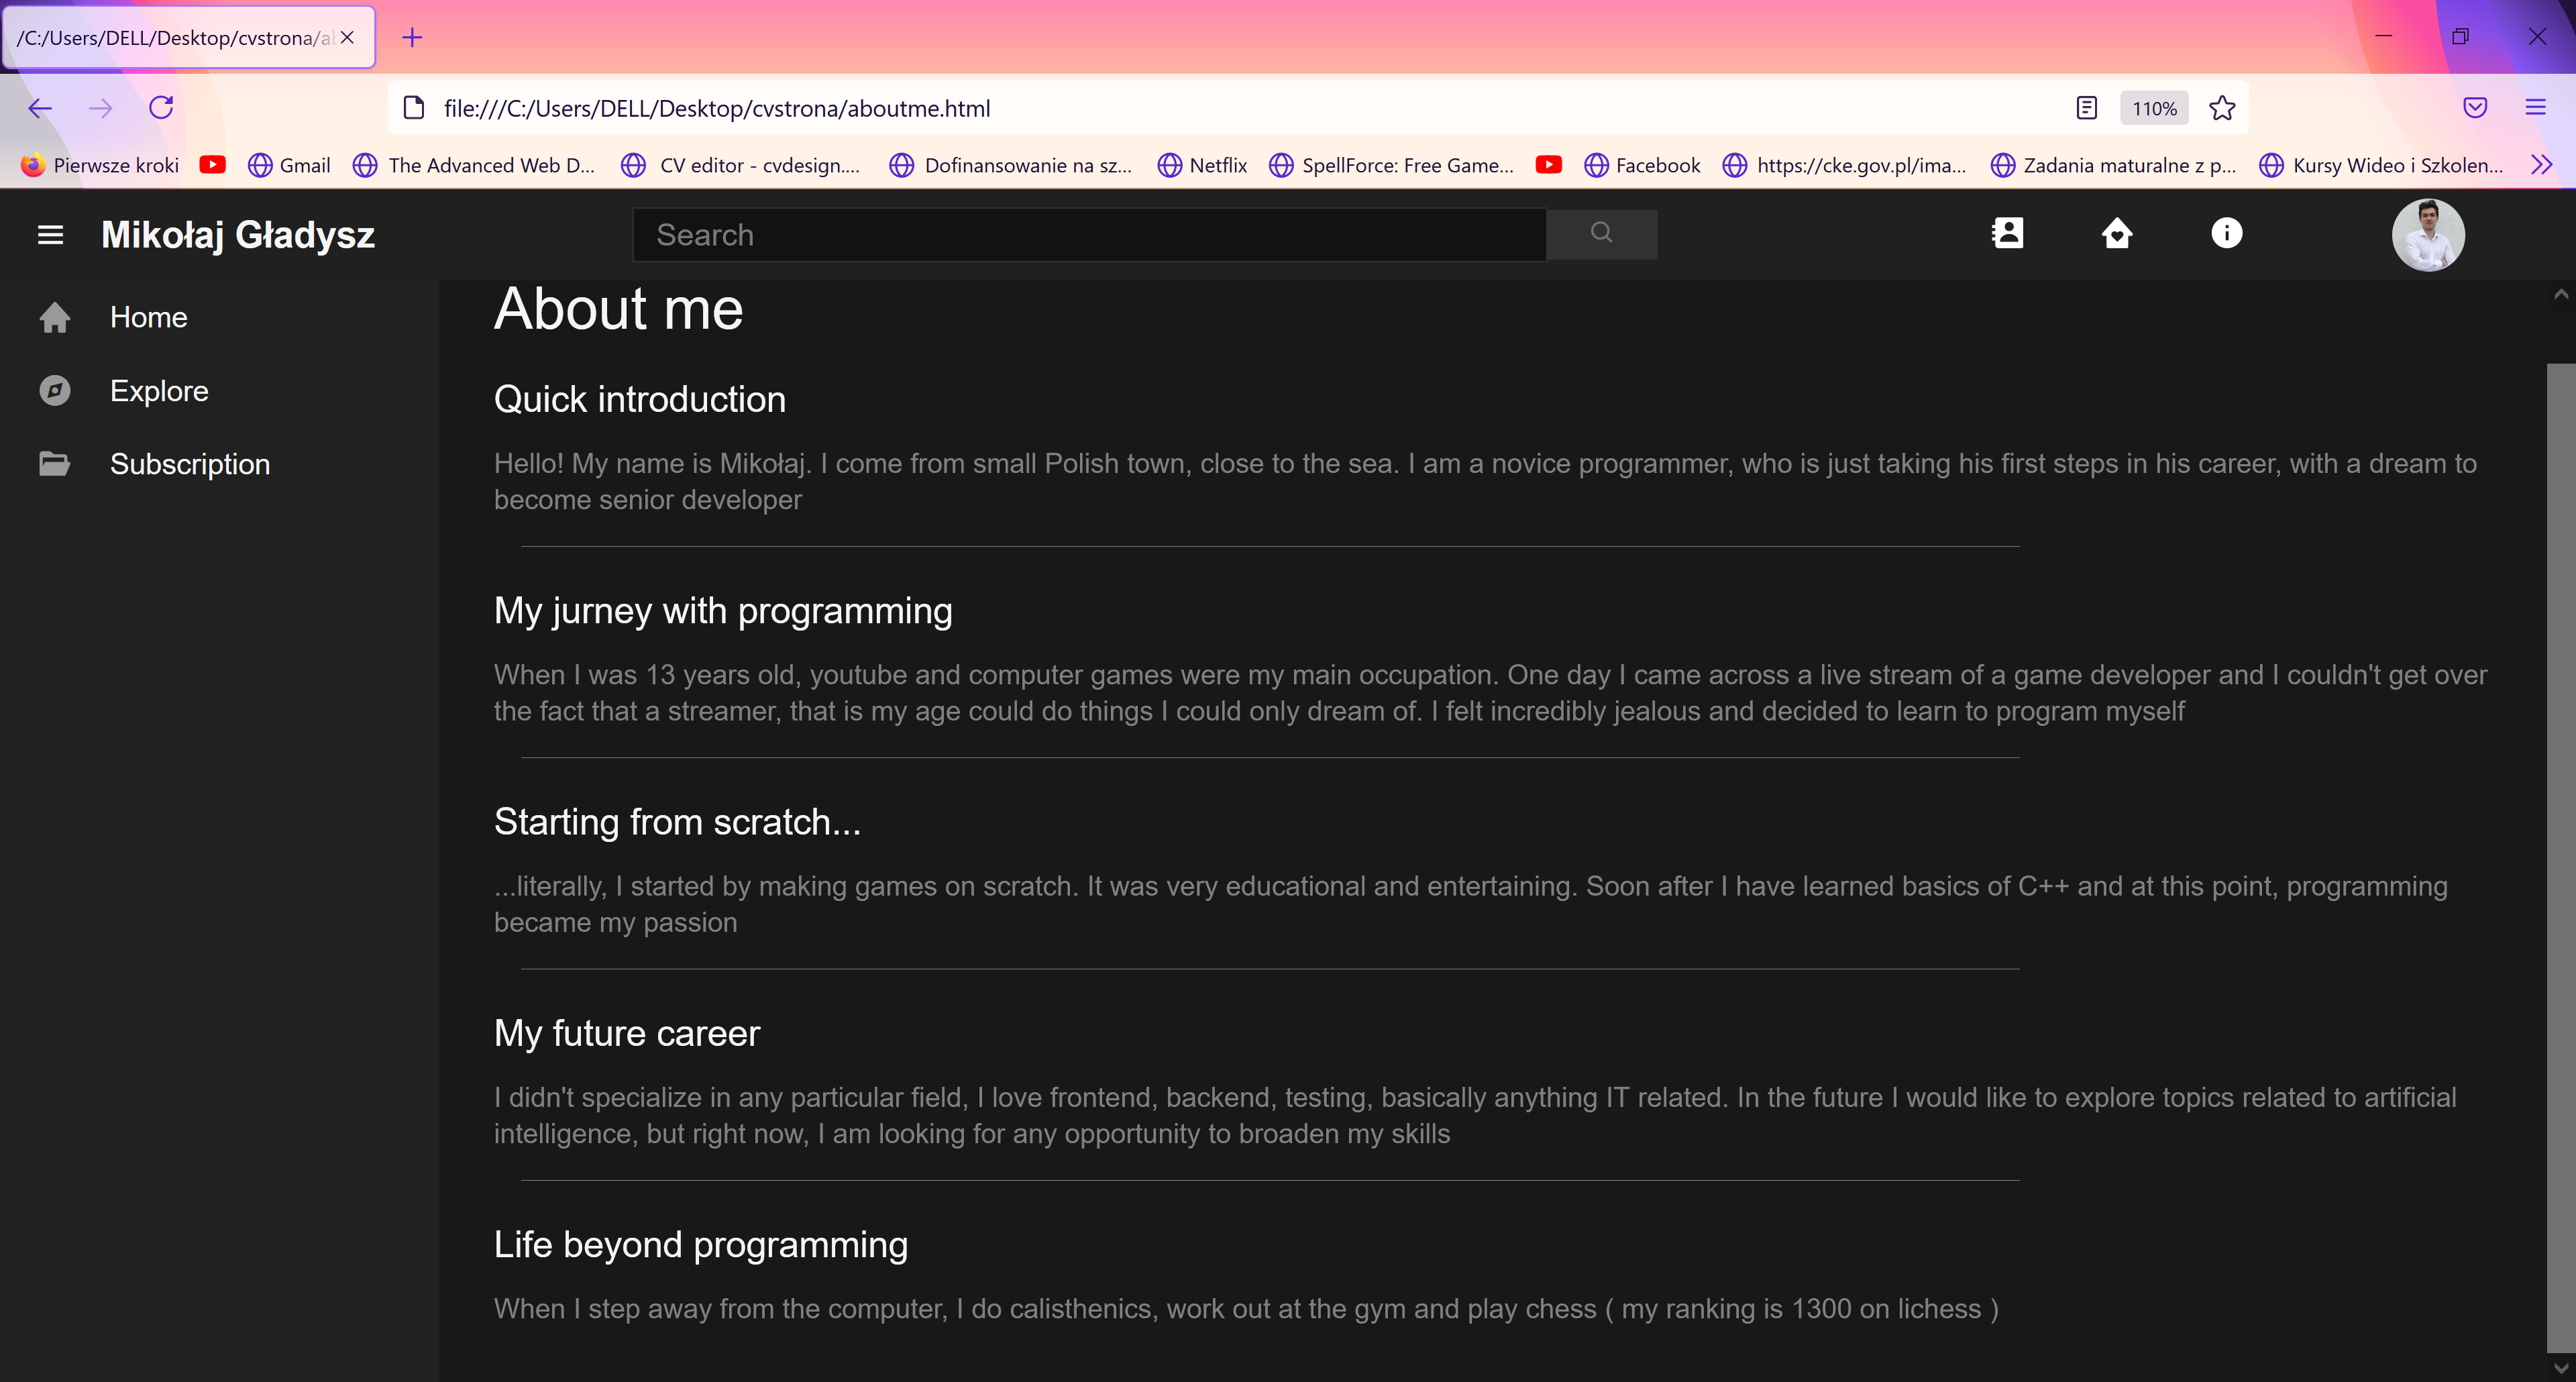 /C:/Users/DELL/Desktop/cvstrona/a
file:///C:/Users/DELL/Desktop/cvstrona/aboutme.html
110%
Pierwsze kroki Gmail The Advanced Web D... CV editor - cvdesign.... Dofinansowanie na sz... Netflix SpellForce: Free Game... Facebook https://cke.gov.pl/ima... Zadania maturalne z p... Kursy Wideo i Szkolen...
Mikołaj Gładysz
Search
Home
Explore
Subscription
About me
Quick introduction
Hello! My name is Mikołaj. I come from small Polish town, close to the sea. I am a novice programmer, who is just taking his first steps in his career, with a dream to
become senior developer
My jurney with programming
When I was 13 years old, youtube and computer games were my main occupation. One day I came across a live stream of a game developer and I couldn't get over
the fact that a streamer, that is my age could do things I could only dream of. I felt incredibly jealous and decided to learn to program myself
Starting from scratch...
...literally, I started by making games on scratch. It was very educational and entertaining. Soon after I have learned basics of C++ and at this point, programming
became my passion
My future career
I didn't specialize in any particular field, I love frontend, backend, testing, basically anything IT related. In the future I would like to explore topics related to artificial
intelligence, but right now, I am looking for any opportunity to broaden my skills
Life beyond programming
When I step away from the computer, I do calisthenics, work out at the gym and play chess ( my ranking is 1300 on lichess )